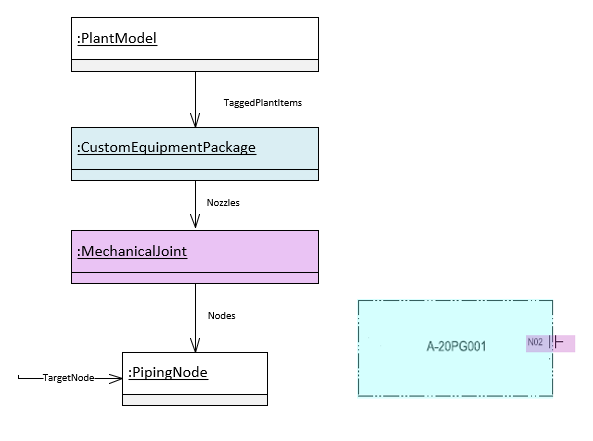 :PlantModel
TaggedPlantItems
:CustomEquipmentPackage
Nozzles
:MechanicalJoint
Nodes
:PipingNode
TargetNode
A-20PG001
N02